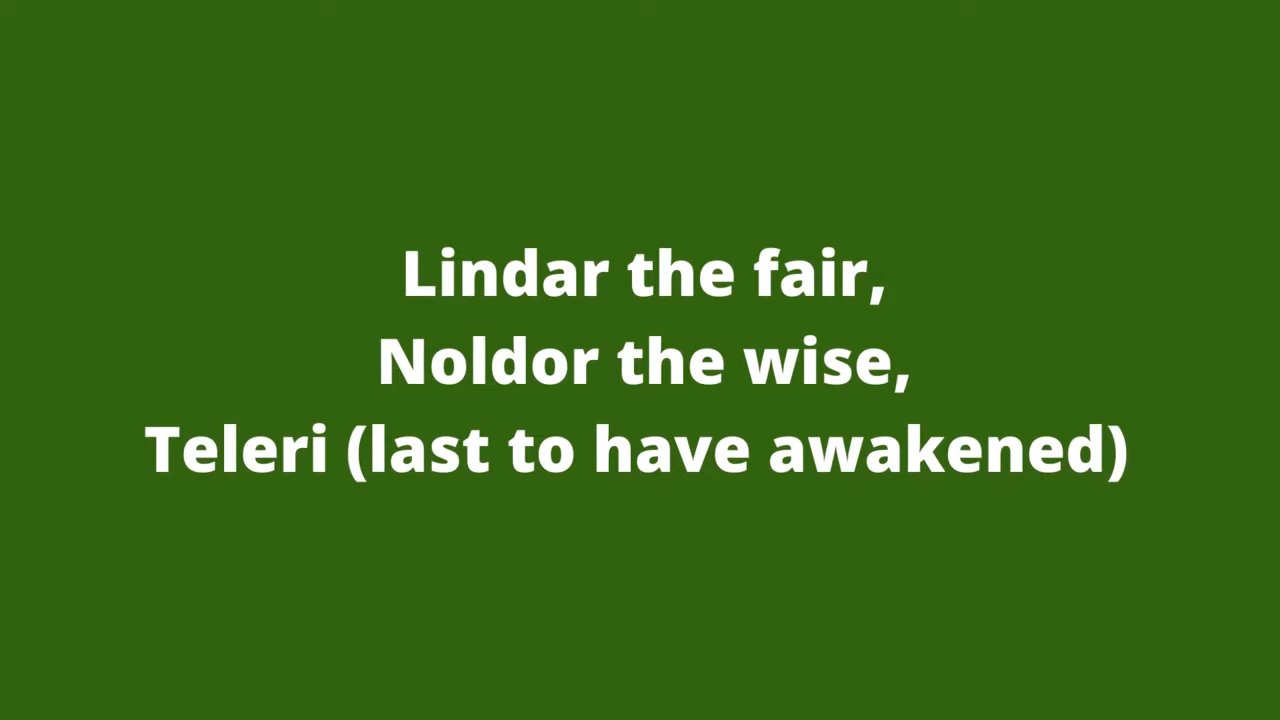 Lindar the fair,
Noldor the wise,
Teleri (last to have awakened)